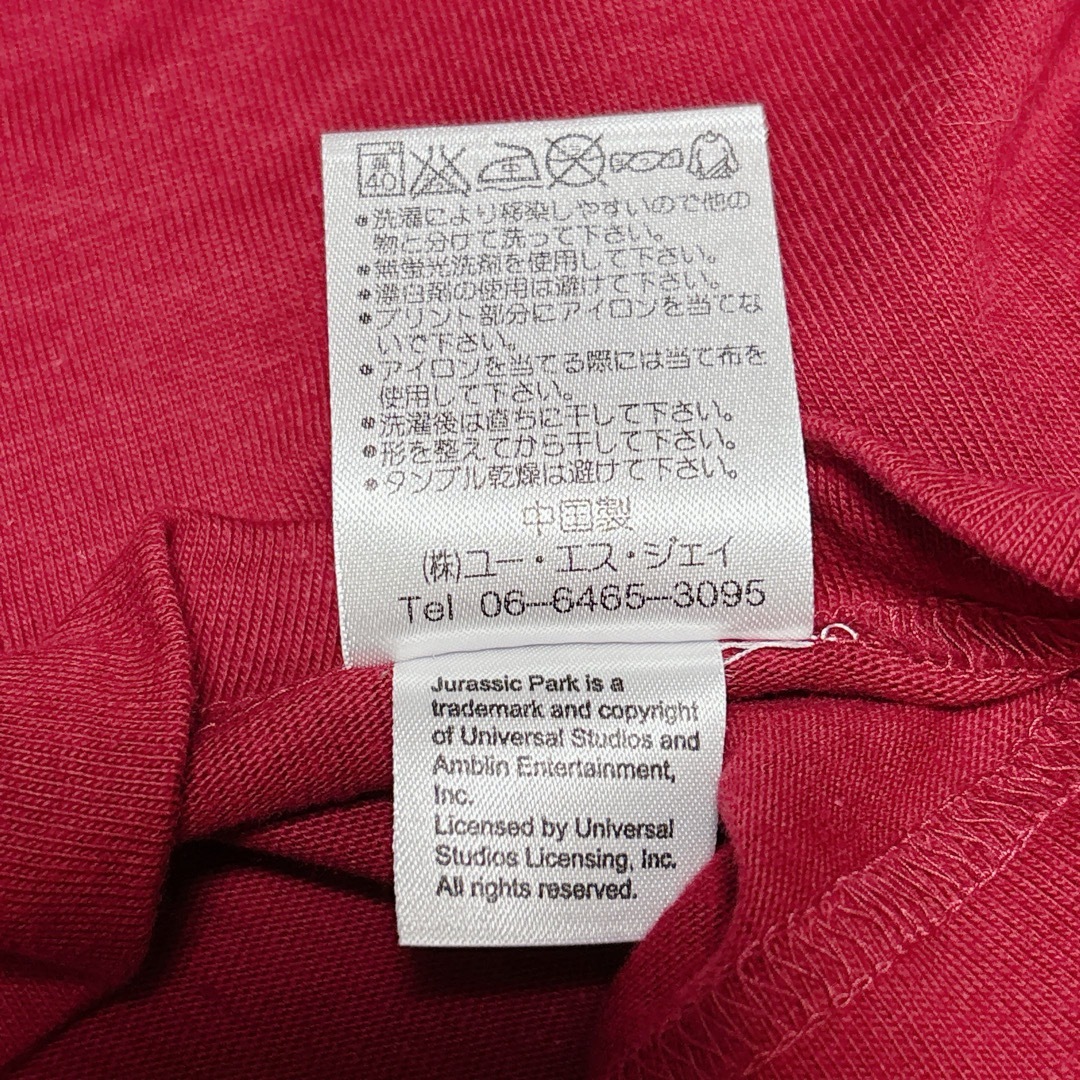 弱
40
中
●洗濯により移染しやすいので他の
物と分けて洗って下さい。
●無蛍光洗剤を使用して下さい。
●漂白剤の使用は避けて下さい。
●プリント部分にアイロンを当てな
いで下さい。
●アイロンを当てる際には当て布を
使用して下さい。
●洗濯後は直ちに干して下さい。
●形を整えてから干して下さい。
●タンブル乾燥は避けて下さい。
中国製
(株)ユー・エス・ジェイ
Tel 06-6465-3095
Jurassic Park is a
trademark and copyright
of Universal Studios and
Amblin Entertainment,
Inc.
Licensed by Universal
Studios Licensing, Inc.
All rights reserved.